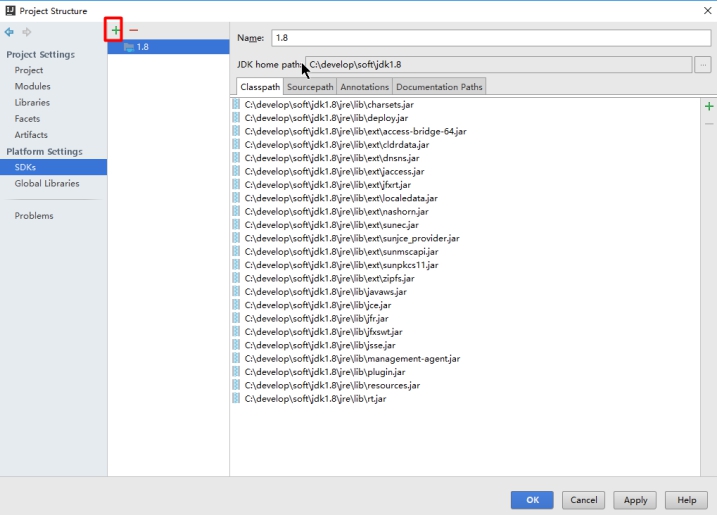 Project Structure
Project Settings
Project
Modules
Libraries
Facets
Artifacts
Platform Settings
SDKs
Global Libraries
Problems
1.8
Name: 1.8
JDK home path: C:\develop\soft\jdk1.8
Classpath Sourcepath Annotations Documentation Paths
C:\develop\soft\jdk1.8\jre\lib\charsets.jar
C:\develop\soft\jdk1.8\jre\lib\deploy.jar
C:\develop\soft\jdk1.8\jre\lib\ext\access-bridge-64.jar
C:\develop\soft\jdk1.8\jre\lib\ext\cldrdata.jar
C:\develop\soft\jdk1.8\jre\lib\ext\dnsns.jar
C:\develop\soft\jdk1.8\jre\lib\ext\jaccess.jar
C:\develop\soft\jdk1.8\jre\lib\ext\jfxrt.jar
C:\develop\soft\jdk1.8\jre\lib\ext\localedata.jar
C:\develop\soft\jdk1.8\jre\lib\ext\nashorn.jar
C:\develop\soft\jdk1.8\jre\lib\ext\sunec.jar
C:\develop\soft\jdk1.8\jre\lib\ext\sunjce_provider.jar
C:\develop\soft\jdk1.8\jre\lib\ext\sunmscapi.jar
C:\develop\soft\jdk1.8\jre\lib\ext\sunpkcs11.jar
C:\develop\soft\jdk1.8\jre\lib\ext\zipfs.jar
C:\develop\soft\jdk1.8\jre\lib\javaws.jar
C:\develop\soft\jdk1.8\jre\lib\jce.jar
C:\develop\soft\jdk1.8\jre\lib\jfr.jar
C:\develop\soft\jdk1.8\jre\lib\jfxswt.jar
C:\develop\soft\jdk1.8\jre\lib\jsse.jar
C:\develop\soft\jdk1.8\jre\lib\management-agent.jar
C:\develop\soft\jdk1.8\jre\lib\plugin.jar
C:\develop\soft\jdk1.8\jre\lib\resources.jar
C:\develop\soft\jdk1.8\jre\lib\rt.jar
OK Cancel Apply Help